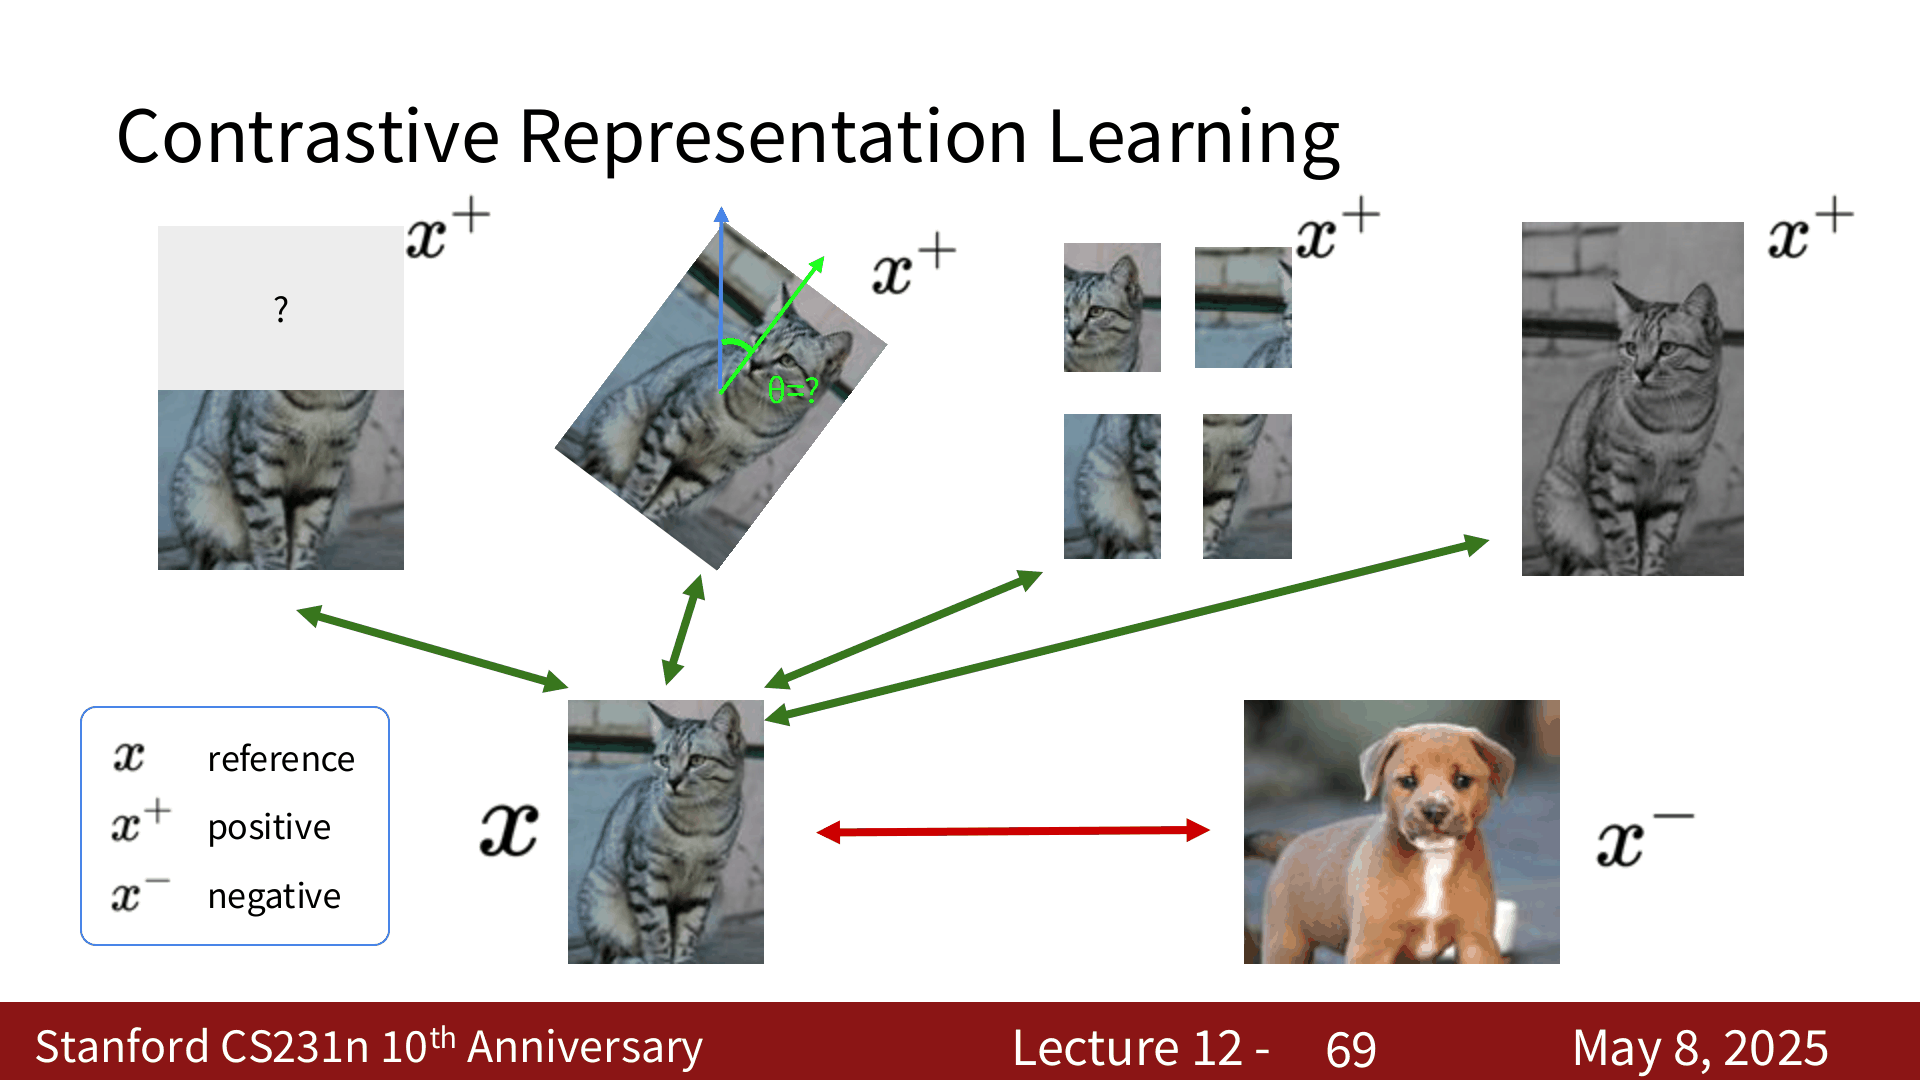 Contrastive Representation Learning
x⁺
x⁺
x⁺
x⁺
?
θ=?
x reference
x⁺ positive
x⁻ negative
x
x⁻
Stanford CS231n 10th Anniversary
Lecture 12 - 69
May 8, 2025